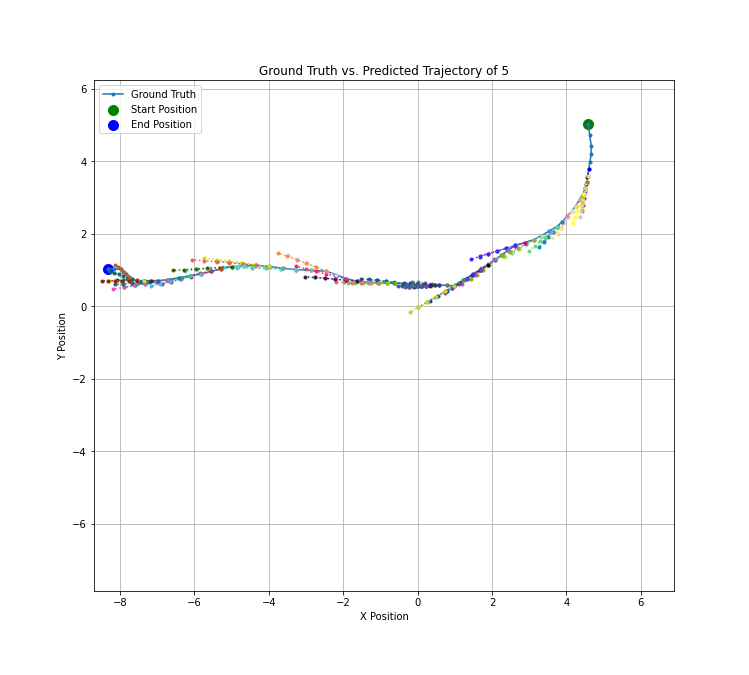 Ground Truth vs. Predicted Trajectory of 5
Ground Truth
Start Position
End Position
6
4
2
0
−2
−4
−6
Y Position
−8 −6 −4 −2 0 2 4 6
X Position